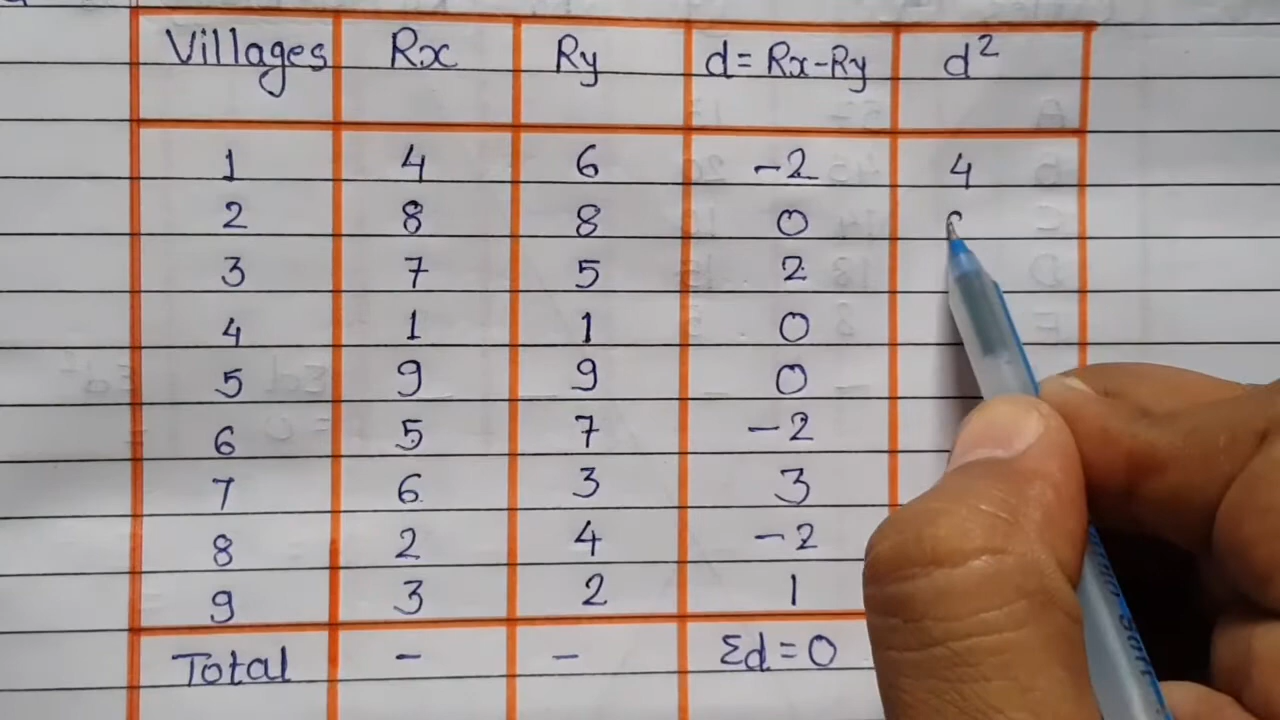 Villages Rx Ry d = Rx-Ry d²
1 4 6 -2 4
2 8 8 0
3 7 5 2
4 1 1 0
5 9 9 0
6 5 7 -2
7 6 3 3
8 2 4 -2
9 3 2 1
Total - - Σd = 0